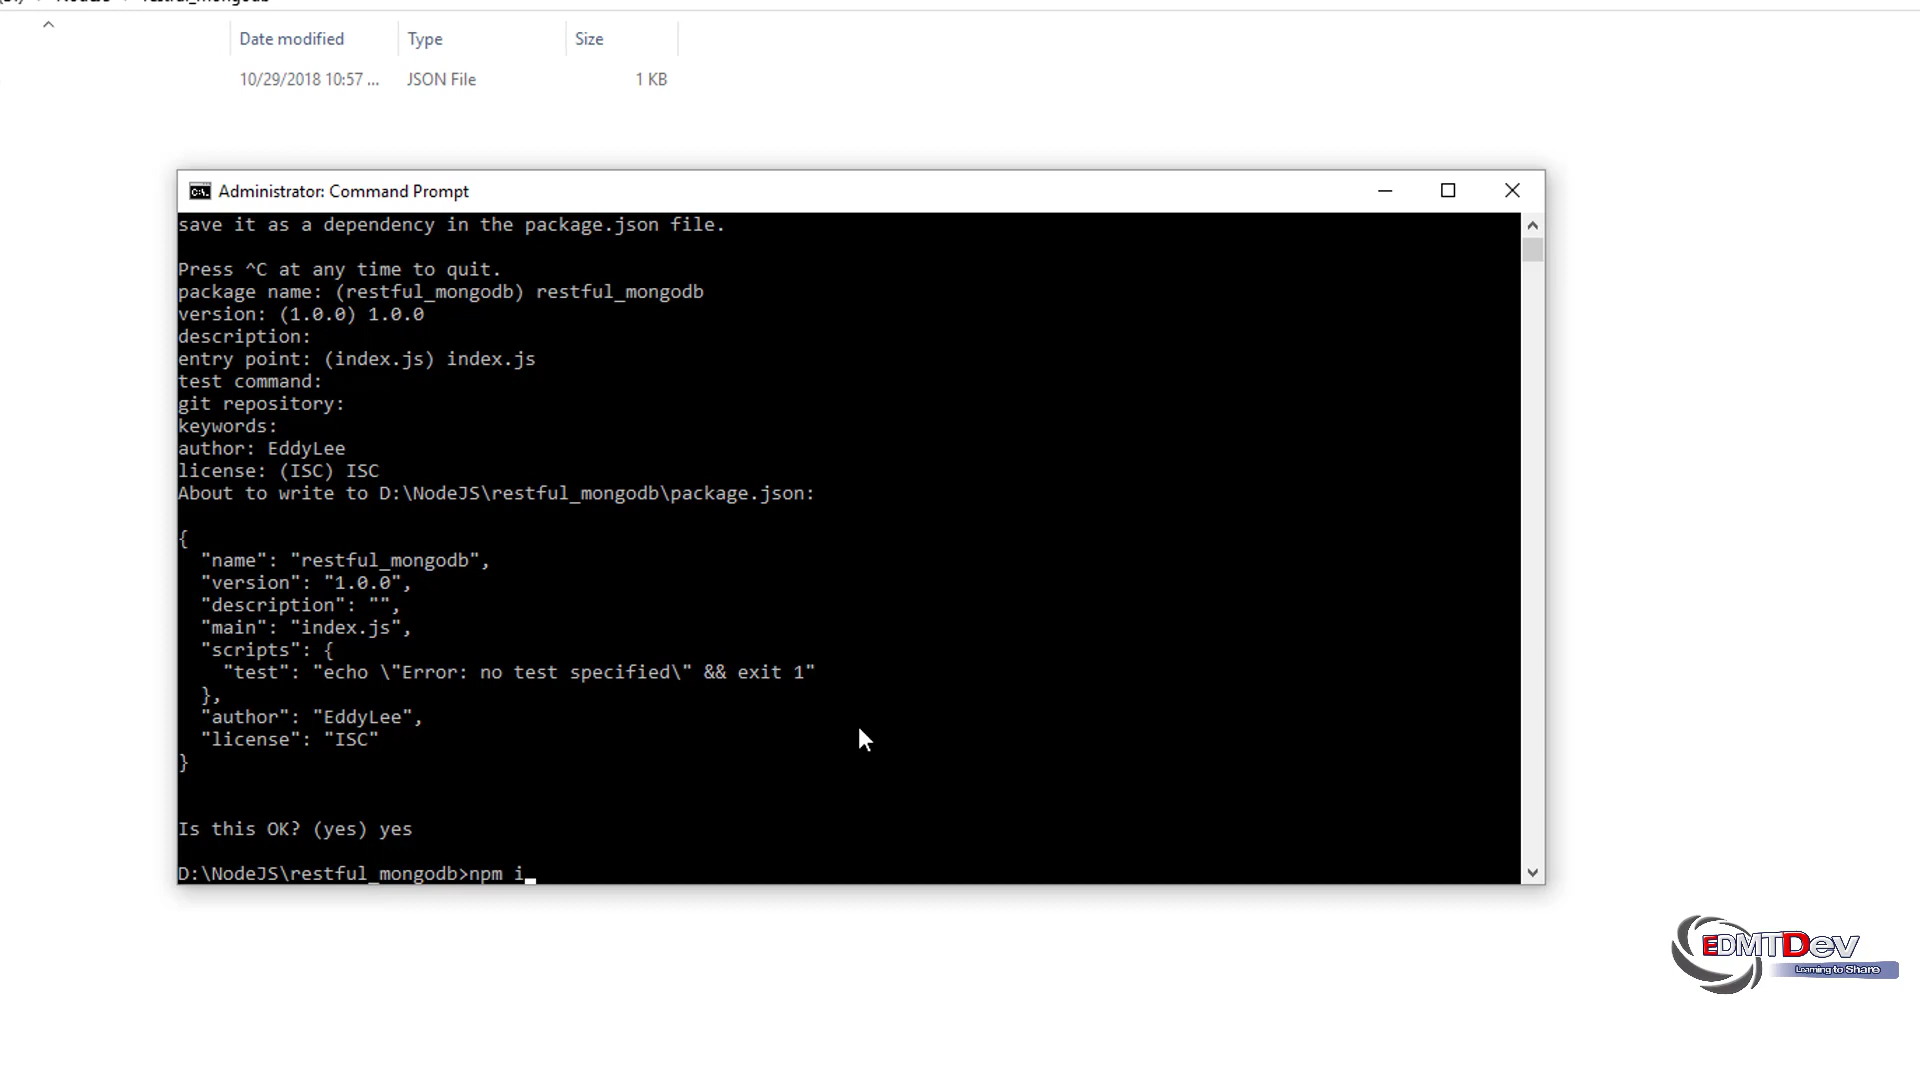 Date modified
Type
Size
10/29/2018 10:57 ...
JSON File
1 KB
Administrator: Command Prompt
save it as a dependency in the package.json file.
Press ^C at any time to quit.
package name: (restful_mongodb) restful_mongodb
version: (1.0.0) 1.0.0
description:
entry point: (index.js) index.js
test command:
git repository:
keywords:
author: EddyLee
license: (ISC) ISC
About to write to D:\NodeJS\restful_mongodb\package.json:
{
"name": "restful_mongodb",
"version": "1.0.0",
"description": "",
"main": "index.js",
"scripts": {
"test": "echo \"Error: no test specified\" && exit 1"
},
"author": "EddyLee",
"license": "ISC"
}
Is this OK? (yes) yes
D:\NodeJS\restful_mongodb>npm i
EDMTDev
Learning to Share